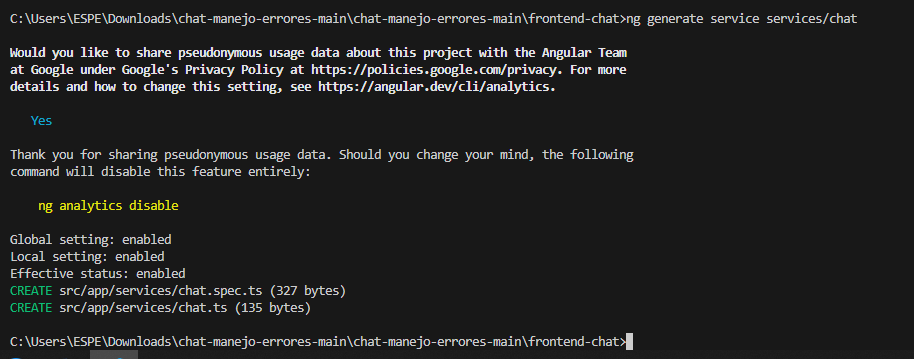 C:\Users\ESPE\Downloads\chat-manejo-errores-main\chat-manejo-errores-main\frontend-chat>ng generate service services/chat
Would you like to share pseudonymous usage data about this project with the Angular Team
at Google under Google's Privacy Policy at https://policies.google.com/privacy. For more
details and how to change this setting, see https://angular.dev/cli/analytics.
Yes
Thank you for sharing pseudonymous usage data. Should you change your mind, the following
command will disable this feature entirely:
ng analytics disable
Global setting: enabled
Local setting: enabled
Effective status: enabled
CREATE src/app/services/chat.spec.ts (327 bytes)
CREATE src/app/services/chat.ts (135 bytes)
C:\Users\ESPE\Downloads\chat-manejo-errores-main\chat-manejo-errores-main\frontend-chat>